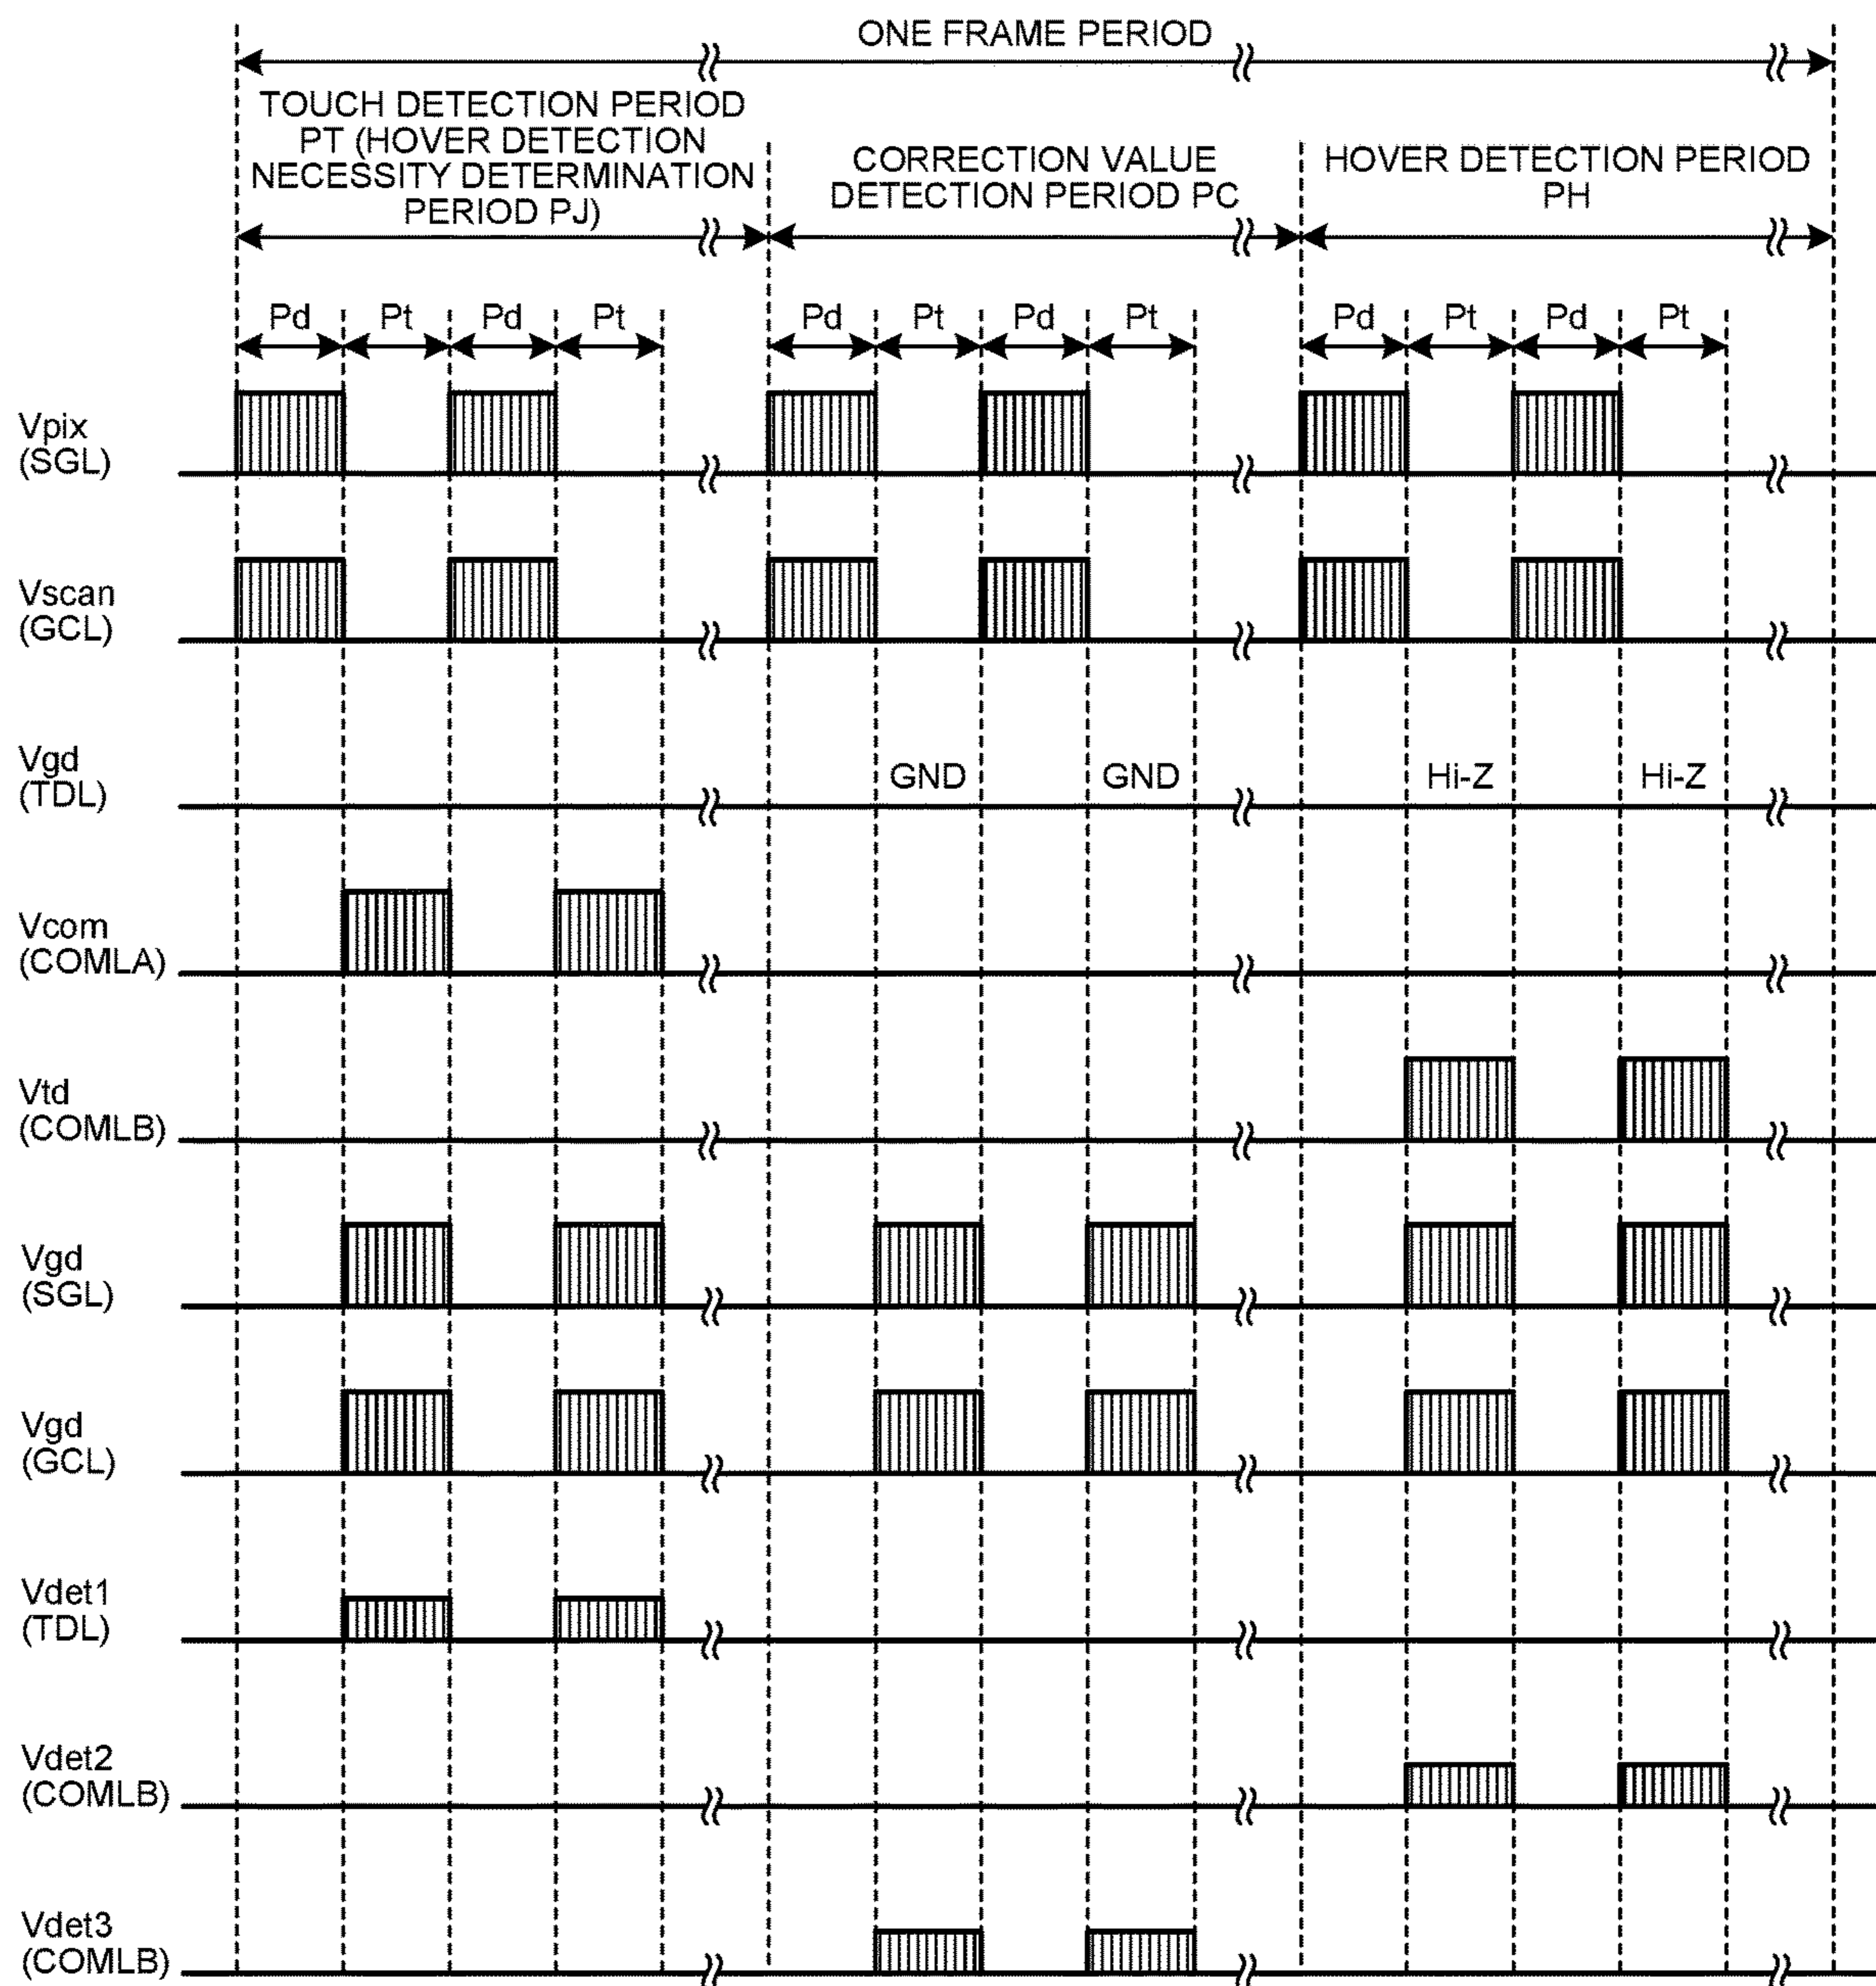 ONE FRAME PERIOD
TOUCH DETECTION PERIOD
PT (HOVER DETECTION
NECESSITY DETERMINATION
PERIOD PJ)
CORRECTION VALUE
DETECTION PERIOD PC
HOVER DETECTION PERIOD
PH
Pd Pt Pd Pt Pd Pt Pd Pt Pd Pt Pd Pt
Vpix
(SGL)
Vscan
(GCL)
Vgd
(TDL)
GND GND Hi-Z Hi-Z
Vcom
(COMLA)
Vtd
(COMLB)
Vgd
(SGL)
Vgd
(GCL)
Vdet1
(TDL)
Vdet2
(COMLB)
Vdet3
(COMLB)